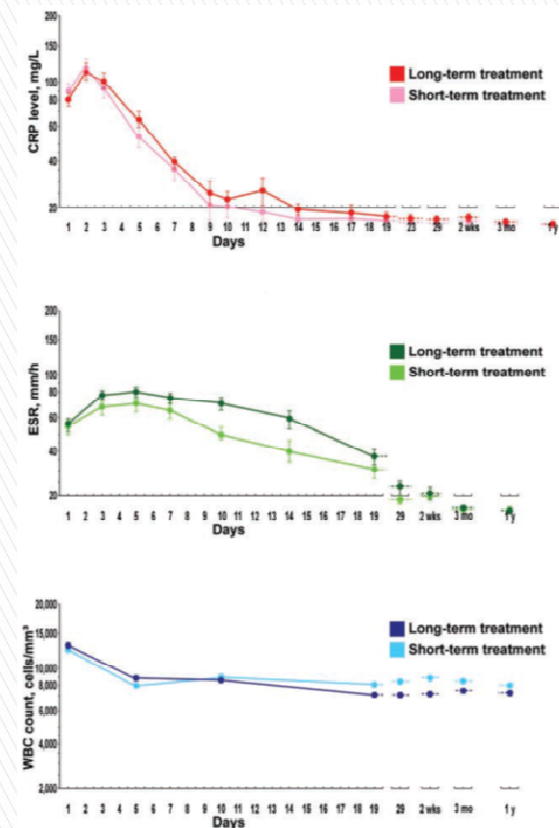 200
150
Long-term treatment
Short-term treatment
100
80
60
40
20
CRP level, mg/L
1 2 3 4 5 6 7 8 9 10 11 12 13 14 15 16 17 18 19 23 29 2 wks 3 mo 1 y
Days
200
150
Long-term treatment
Short-term treatment
100
80
60
40
20
ESR, mm/h
1 2 3 4 5 6 7 8 9 10 11 12 13 14 15 16 17 18 19 29 2 wks 3 mo 1 y
Days
20,000
15,000
Long-term treatment
Short-term treatment
10,000
8,000
6,000
4,000
2,000
WBC count, cells/mm³
1 2 3 4 5 6 7 8 9 10 11 12 13 14 15 16 17 18 19 29 2 wks 3 mo 1 y
Days